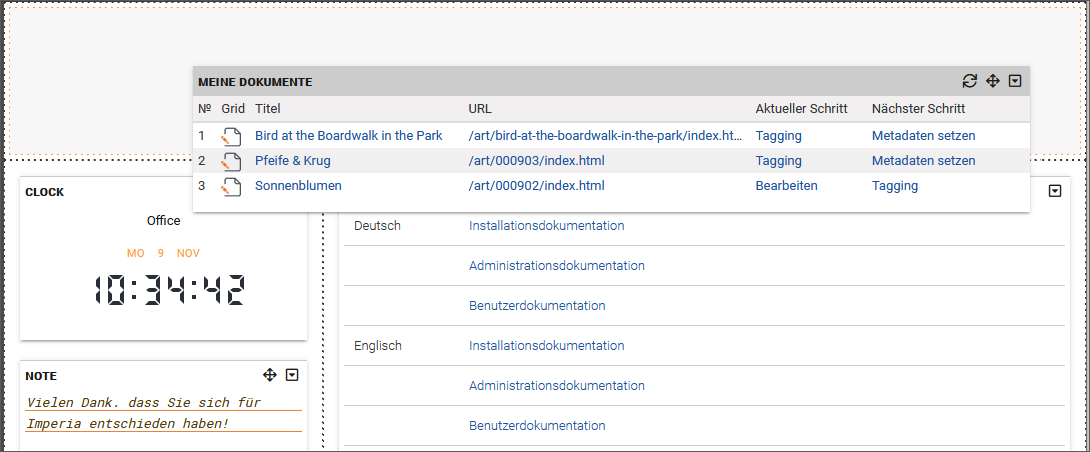 MEINE DOKUMENTE
№ Grid Titel URL Aktueller Schritt Nächster Schritt
1 Bird at the Boardwalk in the Park /art/bird-at-the-boardwalk-in-the-park/index.ht... Tagging Metadaten setzen
2 Pfeife & Krug /art/000903/index.html Tagging Metadaten setzen
3 Sonnenblumen /art/000902/index.html Bearbeiten Tagging
CLOCK
Office
MO 9 NOV
10:34:42
NOTE
Vielen Dank. dass Sie sich für
Imperia entschieden haben!
Deutsch Installationsdokumentation
Administrationsdokumentation
Benutzerdokumentation
Englisch Installationsdokumentation
Administrationsdokumentation
Benutzerdokumentation